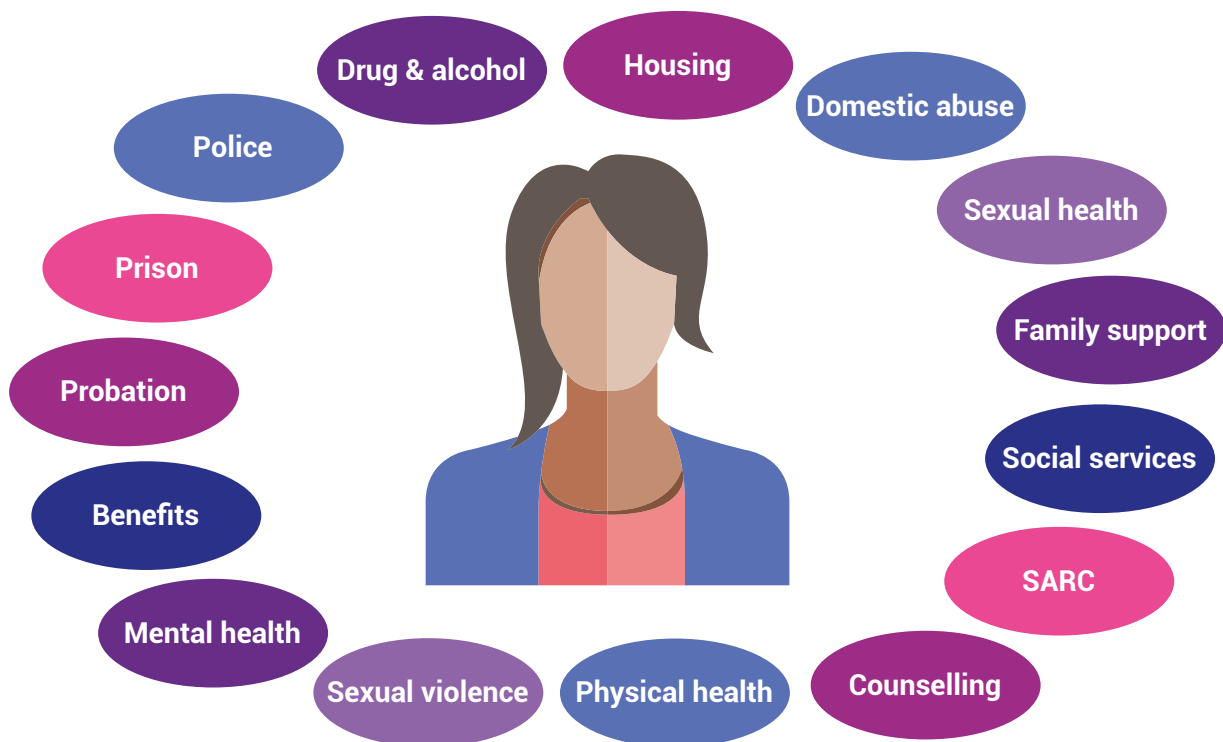 Drug & alcohol
Housing
Domestic abuse
Police
Sexual health
Prison
Family support
Probation
Social services
Benefits
SARC
Mental health
Counselling
Sexual violence
Physical health